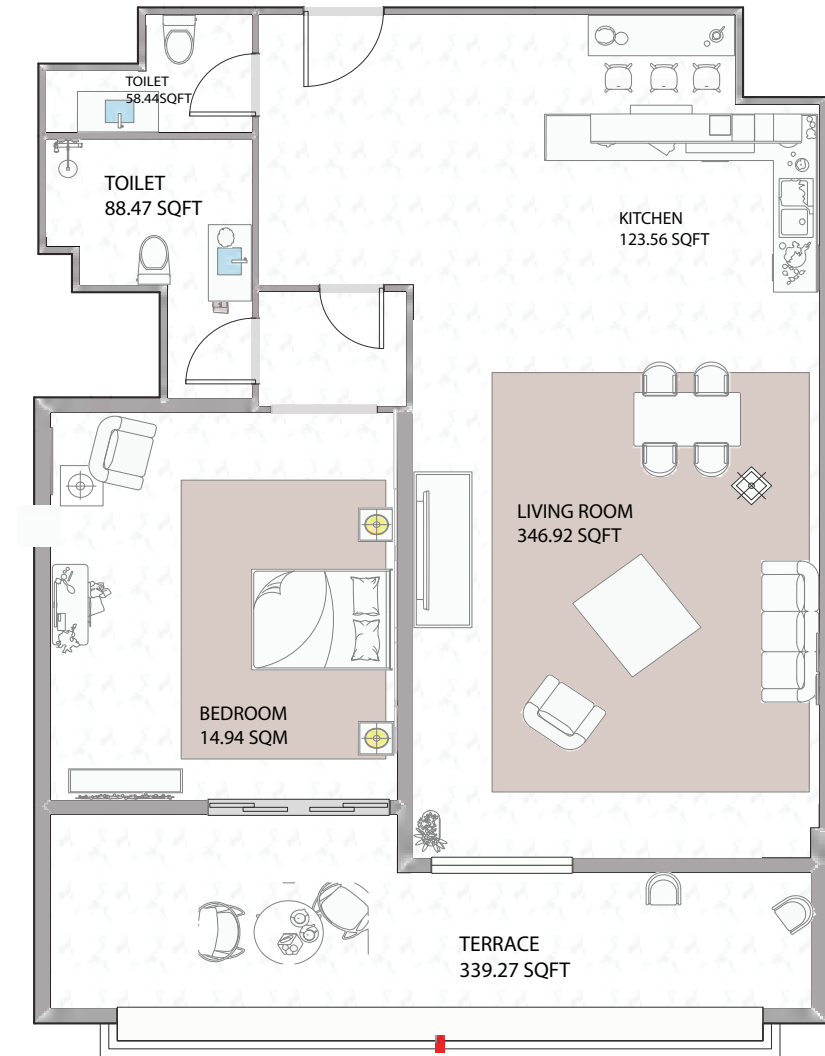 TOILET
58.44SQFT
TOILET
88.47 SQFT
KITCHEN
123.56 SQFT
LIVING ROOM
346.92 SQFT
BEDROOM
14.94 SQM
TERRACE
339.27 SQFT